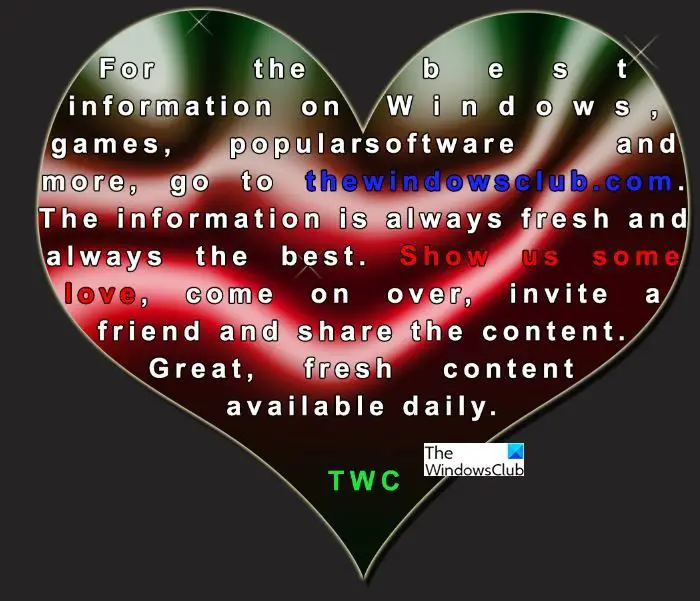 For the best
information on Windows,
games, popularsoftware and
more, go to thewindowsclub.com.
The information is always fresh and
always the best. Show us some
love, come on over, invite a
friend and share the content.
Great, fresh content
available daily.
TWC
The
WindowsClub